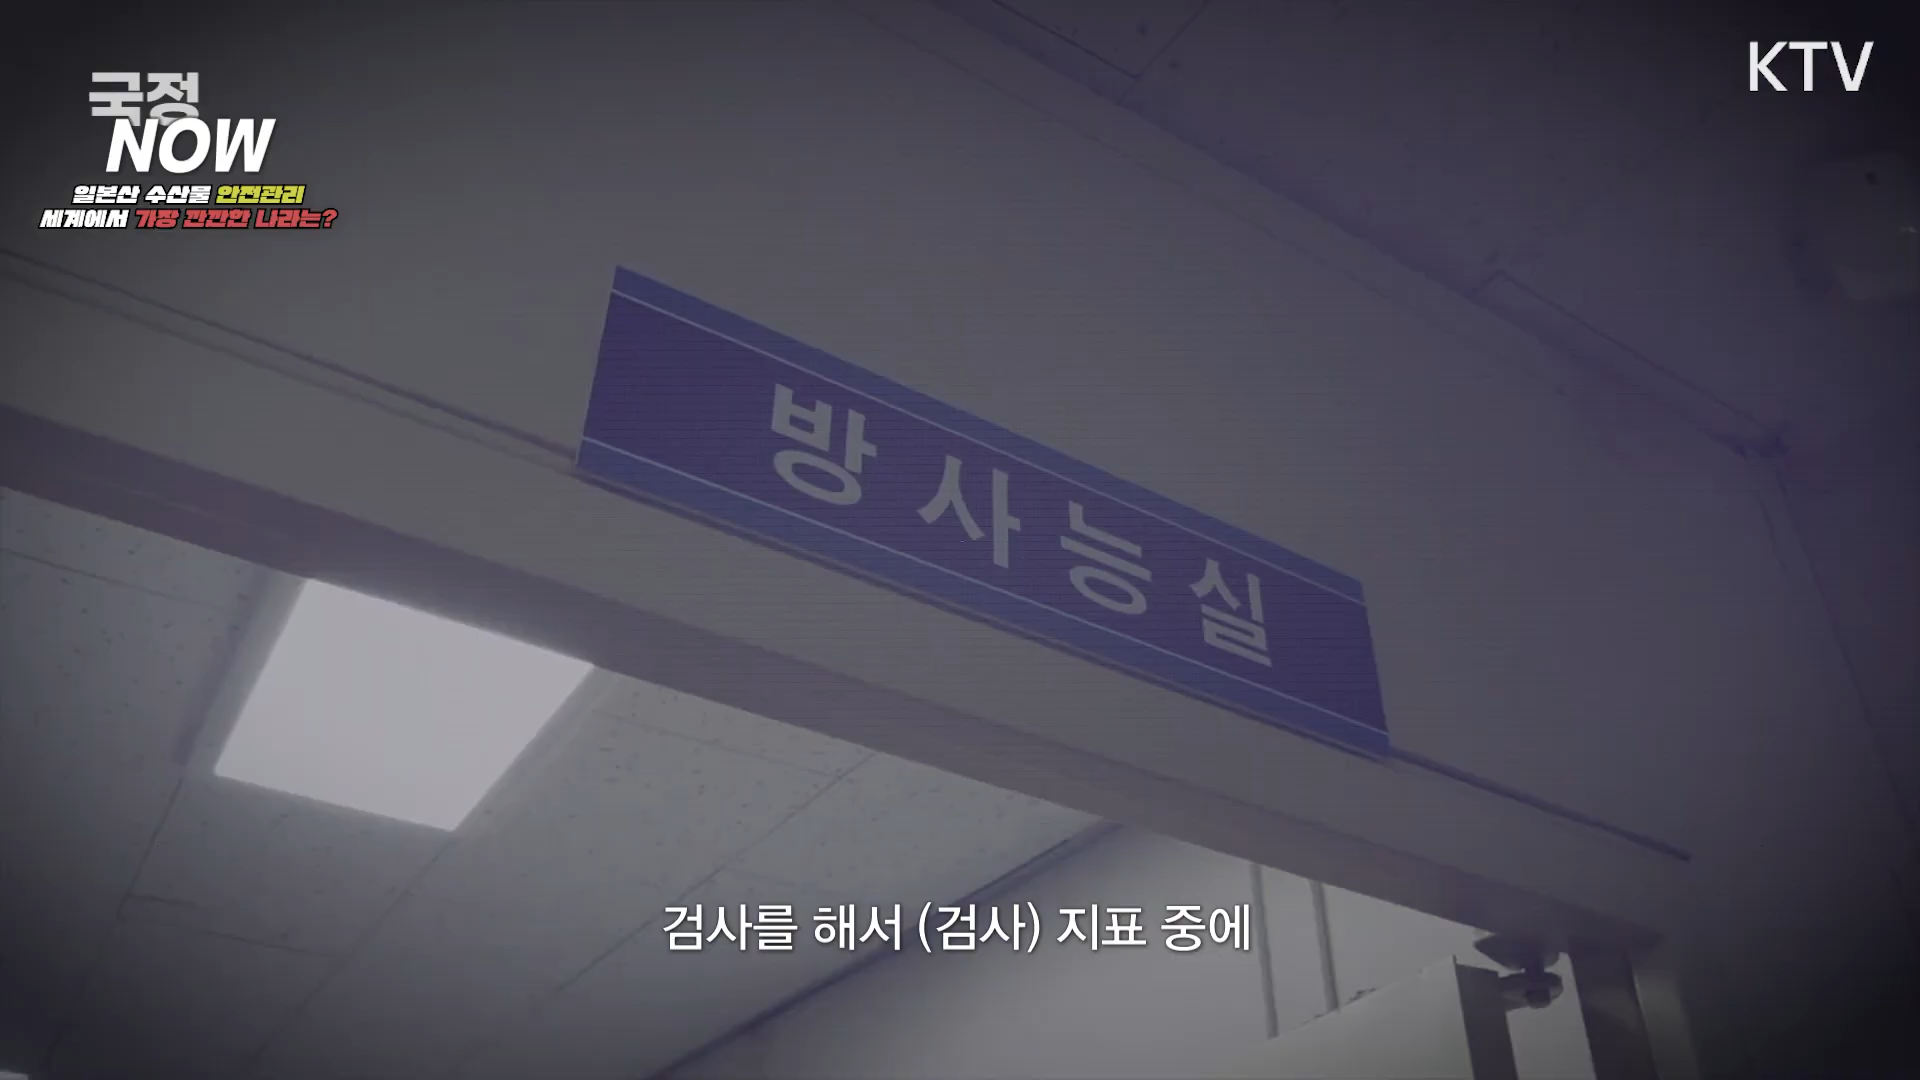 국정
NOW
일본산 수산물 안전관리
세계에서 가장 깐깐한 나라는?
KTV
방사능실
검사를 해서 (검사) 지표 중에